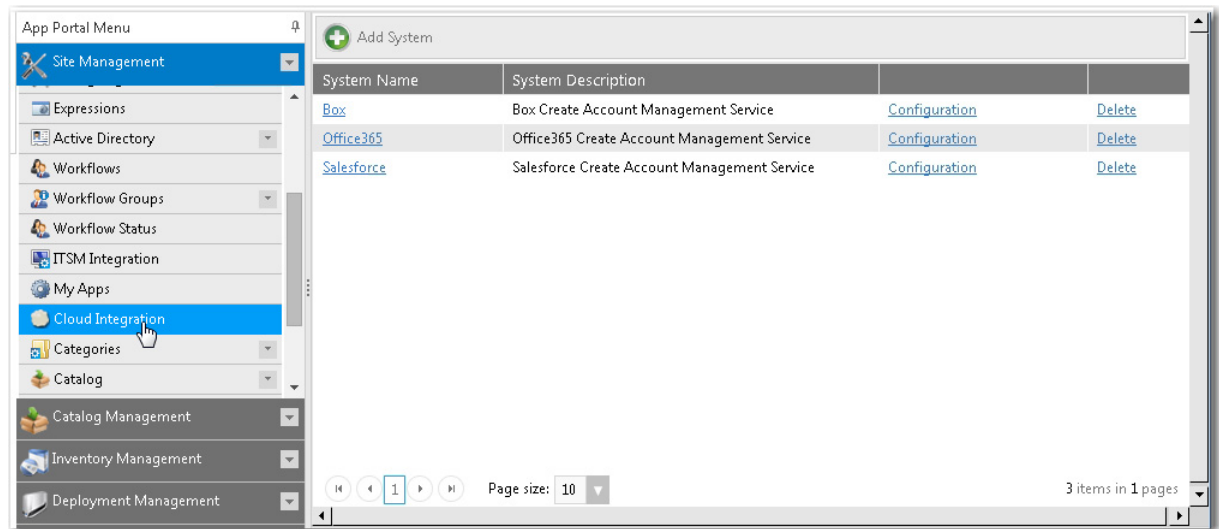 App Portal Menu
Site Management
Expressions
Active Directory
Workflows
Workflow Groups
Workflow Status
ITSM Integration
My Apps
Cloud Integration
Categories
Catalog
Catalog Management
Inventory Management
Deployment Management
Add System
System Name System Description
Box Box Create Account Management Service Configuration Delete
Office365 Office365 Create Account Management Service Configuration Delete
Salesforce Salesforce Create Account Management Service Configuration Delete
1 Page size: 10 3 items in 1 pages